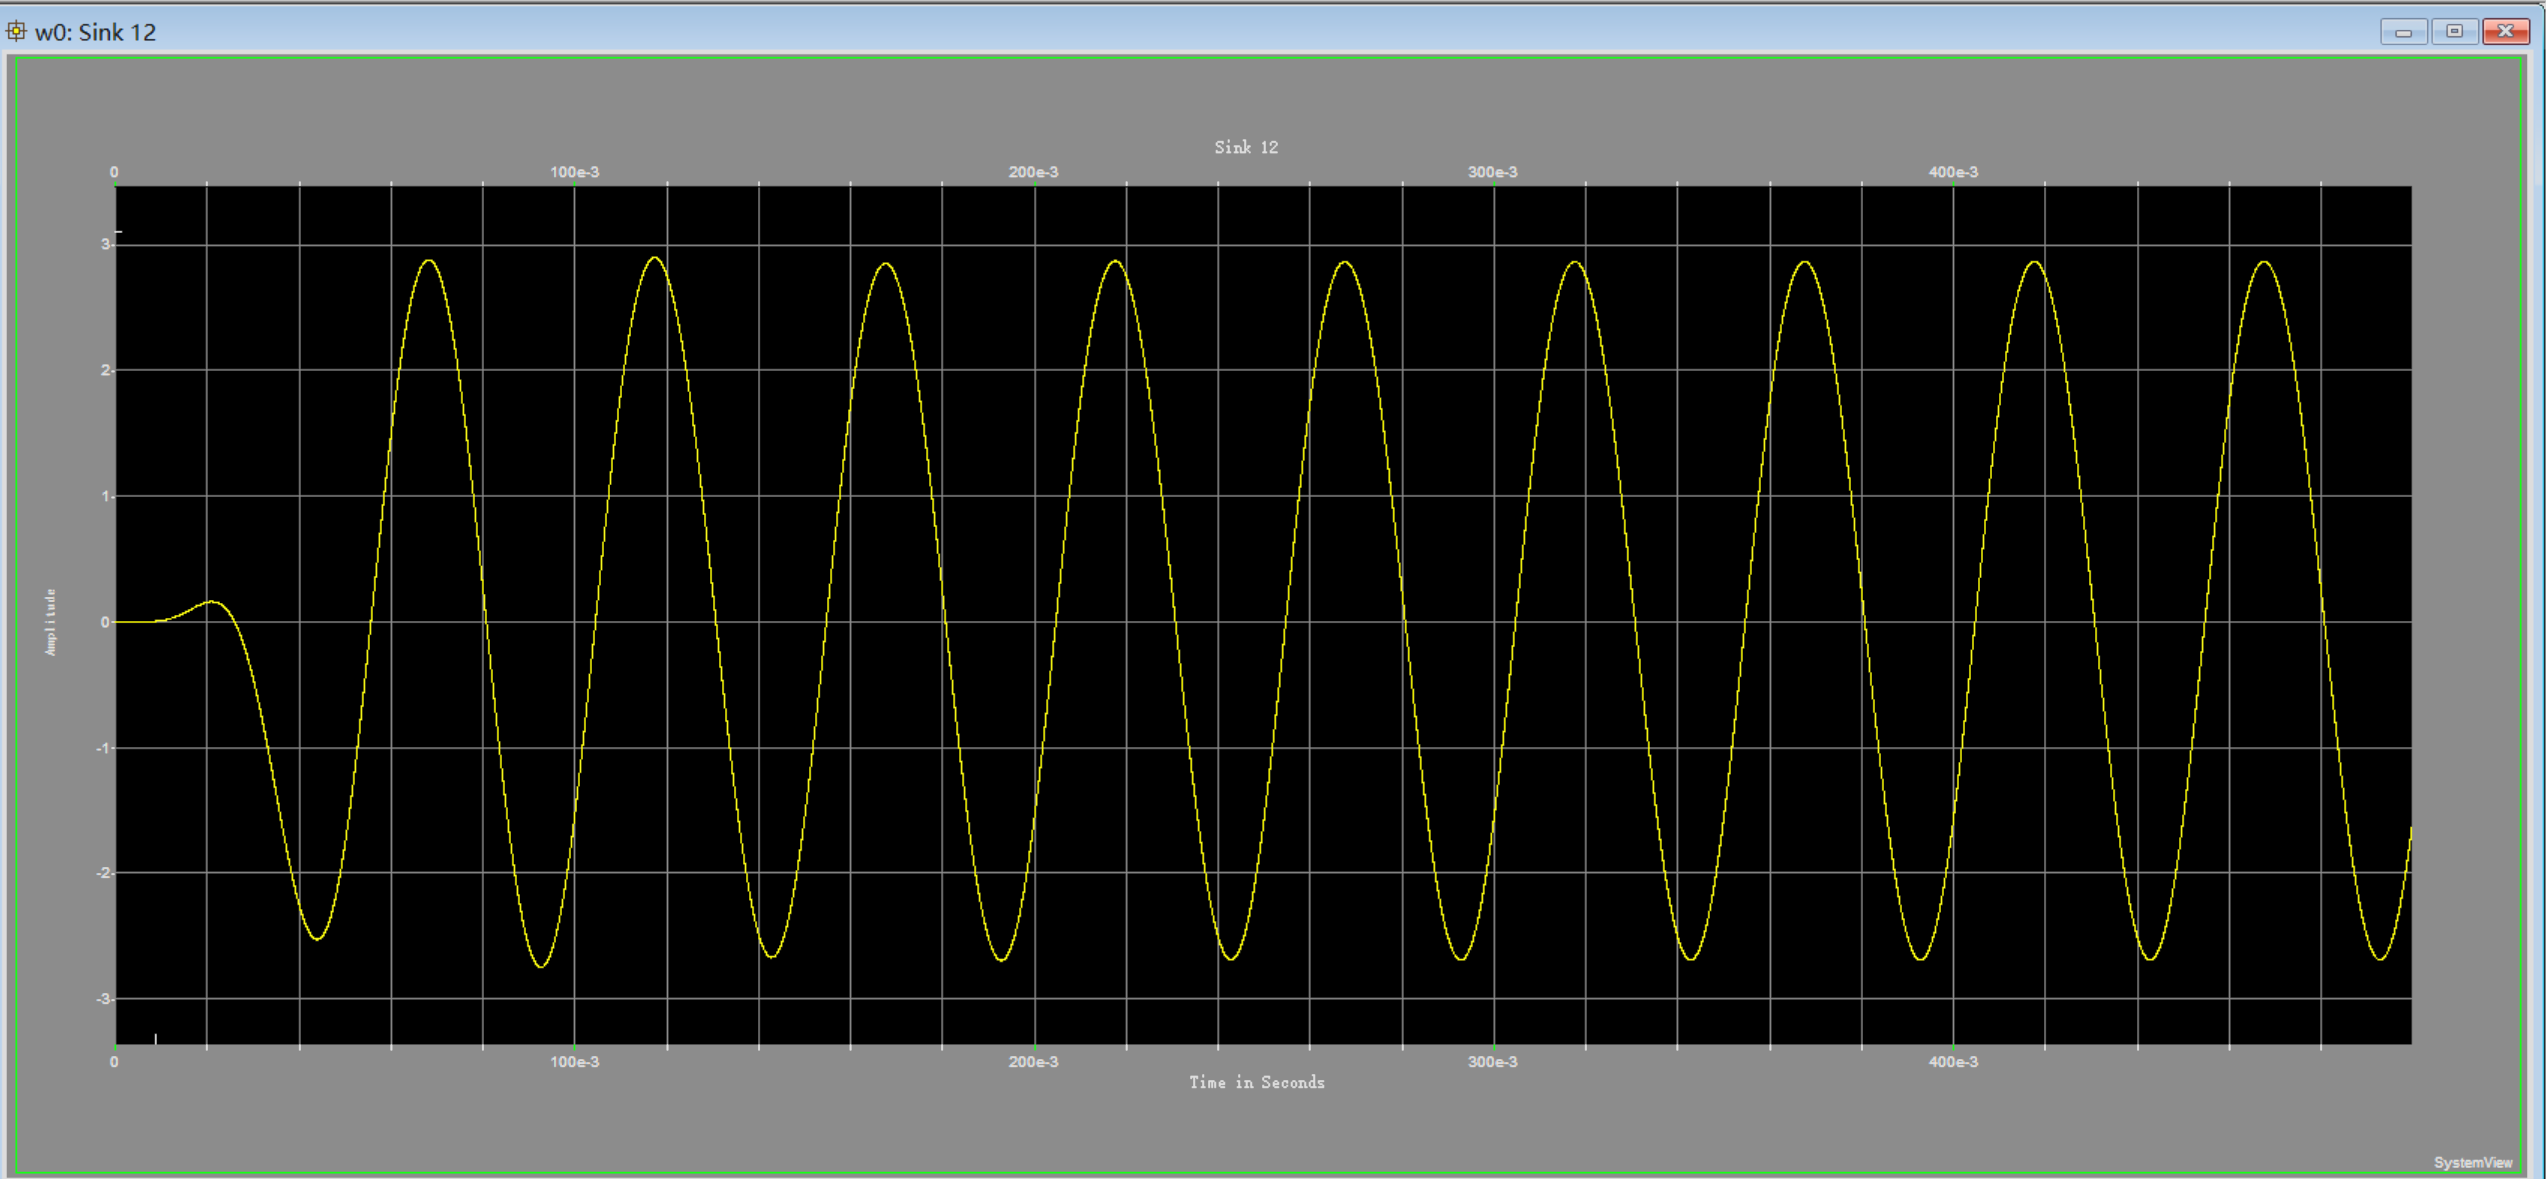 w0: Sink 12
Sink 12
0 100e-3 200e-3 300e-3 400e-3
3
2
1
0
-1
-2
-3
Amplitude
0 100e-3 200e-3 300e-3 400e-3
Time in Seconds
SystemView